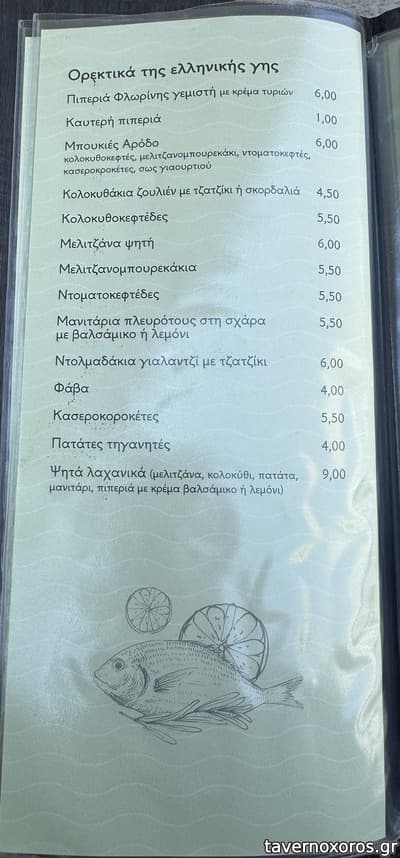 Ορεκτικά της ελληνικής γης
Πιπεριά Φλωρίνης γεμιστή με κρέμα τυριών 6,00
Καυτερή πιπεριά 1,00
Μπουκιές Αρόδο 6,00
κολοκυθοκεφτές, μελιτζανομπουρεκάκι, ντοματοκεφτές,
κασεροκροκέτες, σως γιαουρτιού
Κολοκυθάκια ζουλιέν με τζατζίκι ή σκορδαλιά 4,50
Κολοκυθοκεφτέδες 5,50
Μελιτζάνα ψητή 6,00
Μελιτζανομπουρεκάκια 5,50
Ντοματοκεφτέδες 5,50
Μανιτάρια πλευρότους στη σχάρα 5,50
με βαλσάμικο ή λεμόνι
Ντολμαδάκια γιαλαντζί με τζατζίκι 6,00
Φάβα 4,00
Κασεροκοροκέτες 5,50
Πατάτες τηγανητές 4,00
Ψητά λαχανικά (μελιτζάνα, κολοκύθι, πατάτα, 9,00
μανιτάρι, πιπεριά με κρέμα βαλσάμικο ή λεμόνι)
tavernoxoros.gr